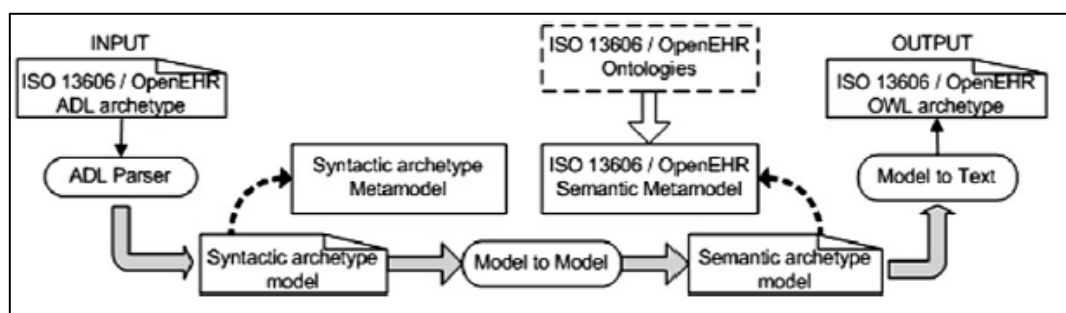 INPUT
ISO 13606 / OpenEHR
ADL archetype
ADL Parser
Syntactic archetype
Metamodel
Syntactic archetype
model
Model to Model
ISO 13606 / OpenEHR
Ontologies
ISO 13606 / OpenEHR
Semantic Metamodel
Semantic archetype
model
OUTPUT
ISO 13606 / OpenEHR
OWL archetype
Model to Text